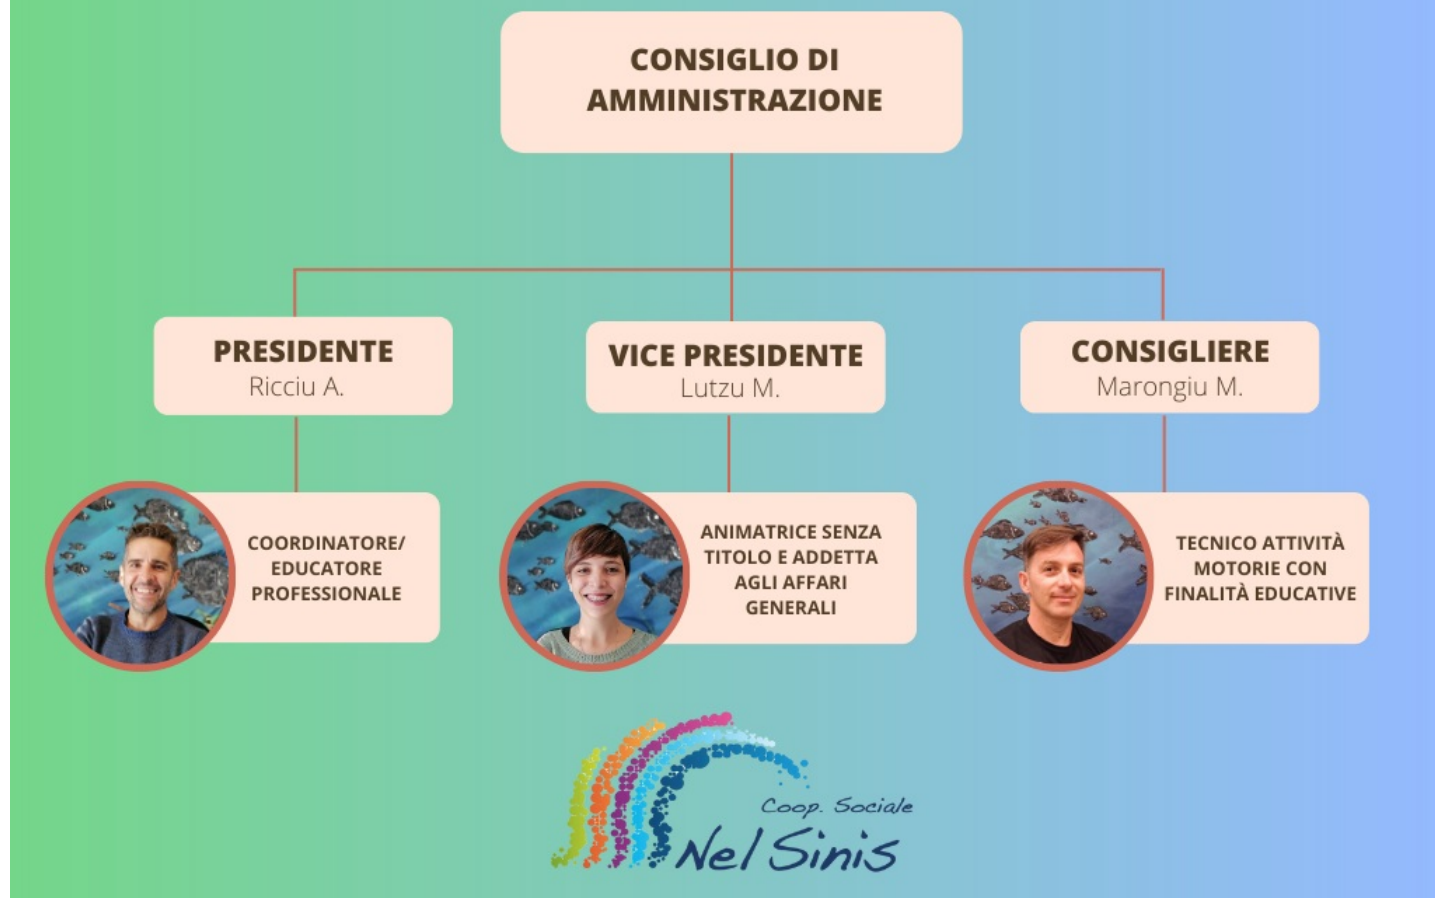 CONSIGLIO DI
AMMINISTRAZIONE
PRESIDENTE
Ricciu A.
VICE PRESIDENTE
Lutzu M.
CONSIGLIERE
Marongiu M.
COORDINATORE/
EDUCATORE
PROFESSIONALE
ANIMATRICE SENZA
TITOLO E ADDETTA
AGLI AFFARI
GENERALI
TECNICO ATTIVITÀ
MOTORIE CON
FINALITÀ EDUCATIVE
Coop. Sociale
Nel Sinis